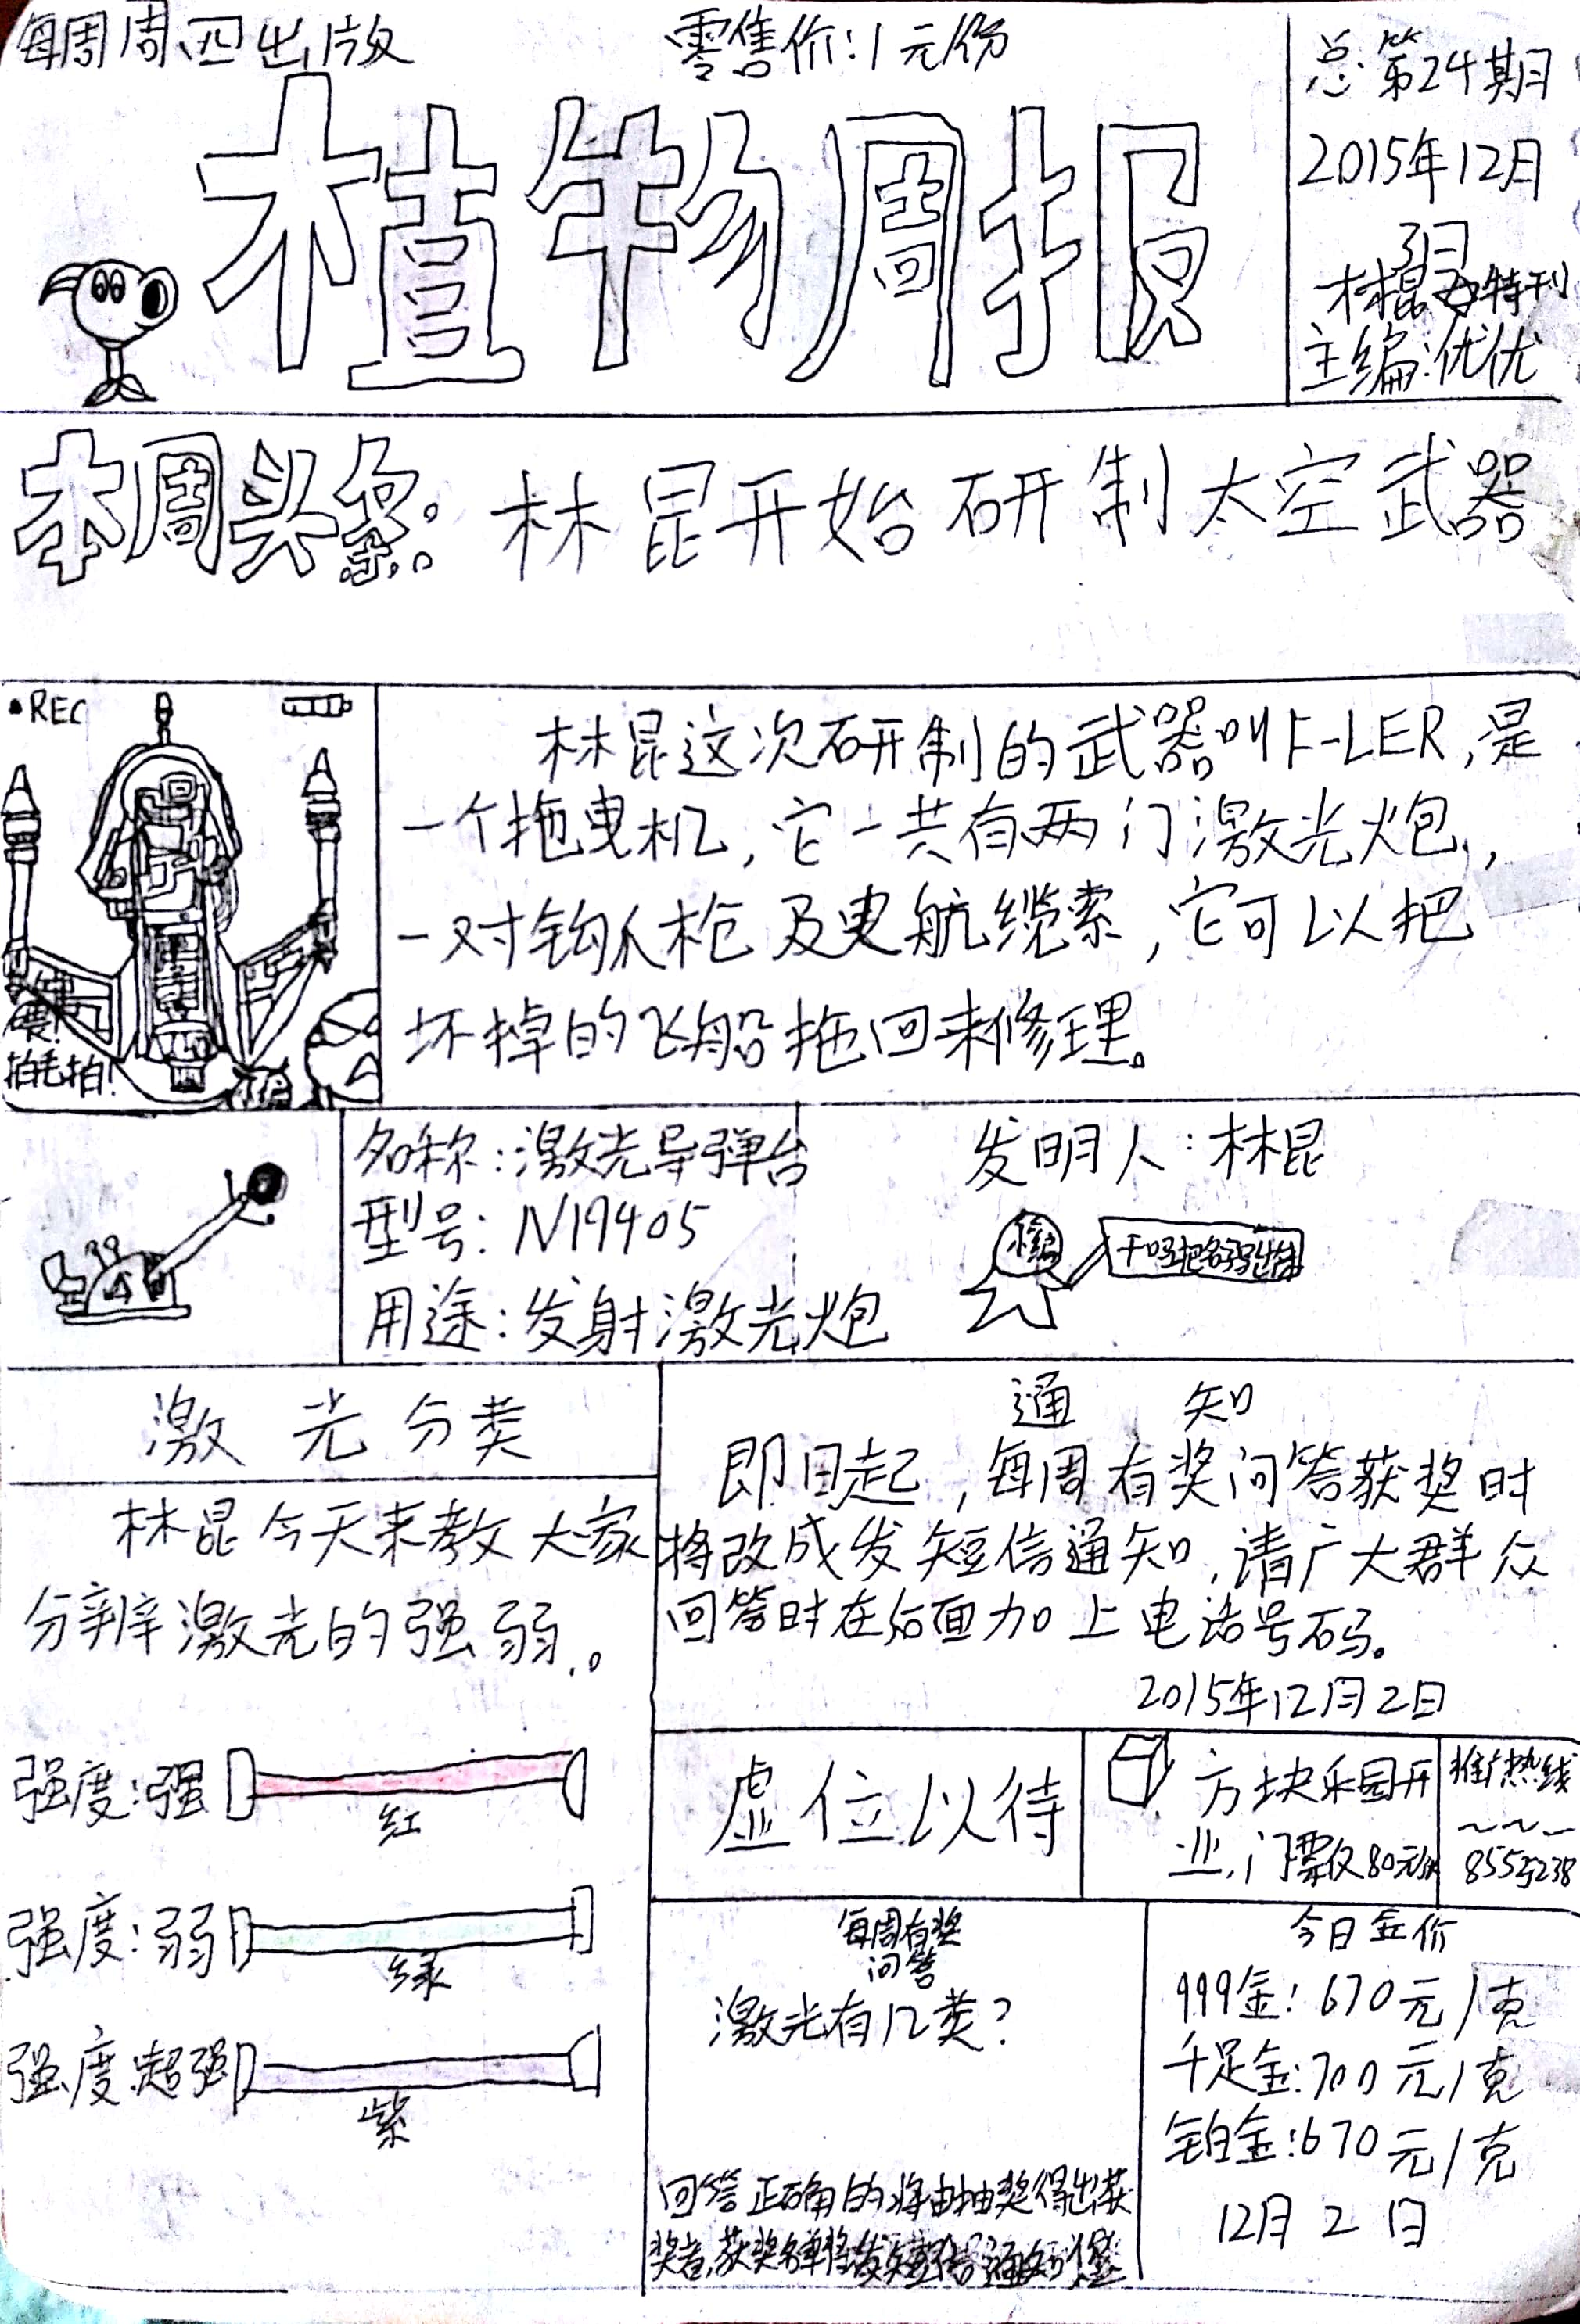 每周周四出版
零售价:1元/份
总第24期
2015年12月
3日
林昆特刊
主编:优优
植物周报
本周头条:林昆开始研制太空武器
REC
拍毛拍!
林昆这次研制的武器叫F-LER,是
一个拖曳机,它一共有两门激光炮,
一对钩爪枪及曳航缆索,它可以把
坏掉的飞船拖回来修理。
名称:激光导弹台
型号:N19405
用途:发射激光炮
发明人:林昆
激光分类
林昆今天来教大家
分辨激光的强弱。
强度:强
红
强度:弱
绿
强度:超强
紫
通知
即日起,每周有奖问答获奖时
将改成发短信通知,请广大群众
回答时在后面加上电话号码。
2015年12月2日
虚位以待
方块乐园开
业,门票仅80元/张
推广热线
每周有奖
问答
激光有几类?
回答正确的将由抽奖得出获
奖者,获奖名单将发短信通知
今日金价
999金:670元/克
千足金:700元/克
铂金:670元/克
12月2日